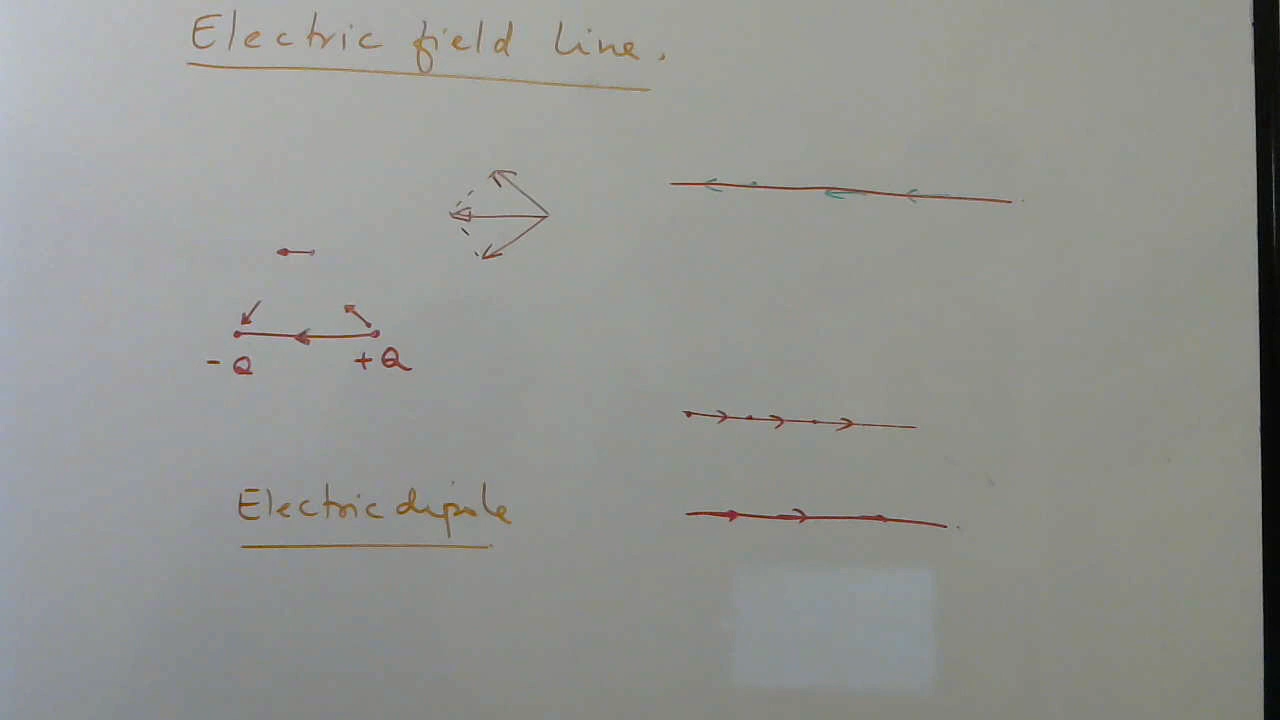 Electric field line.
- Q
+ Q
Electric dipole